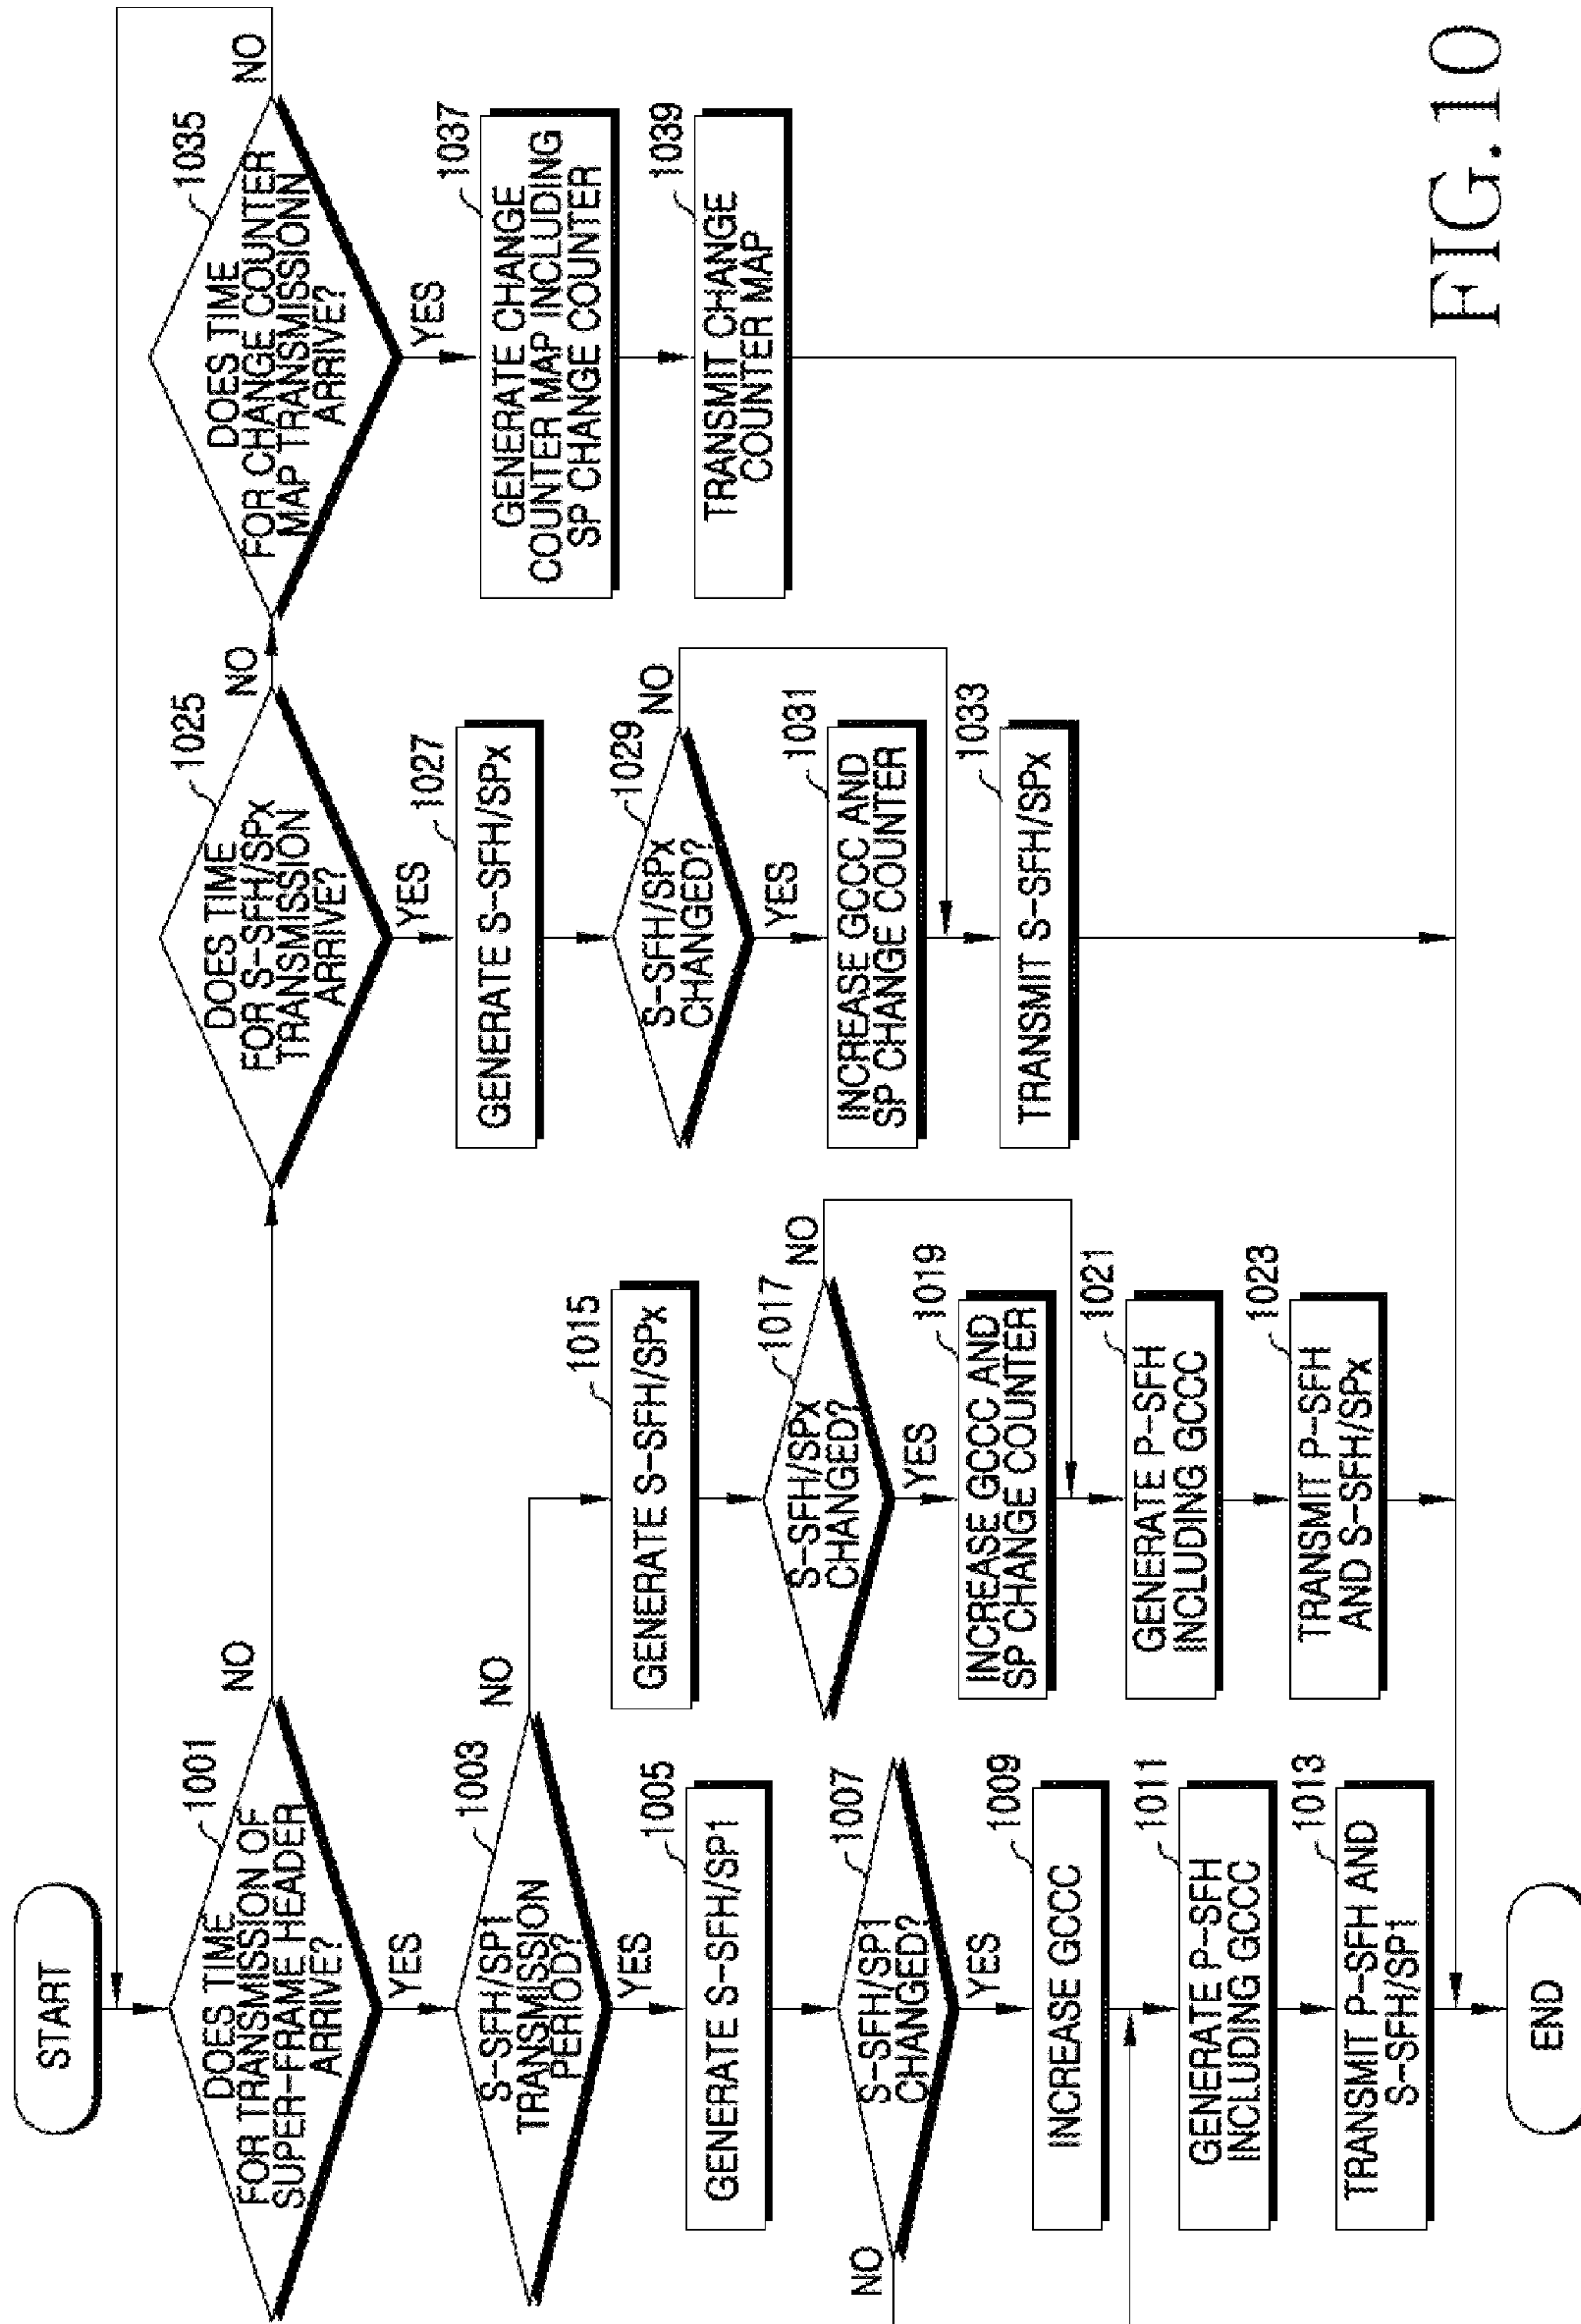 START
DOES TIME
FOR TRANSMISSION OF
SUPER-FRAME HEADER
ARRIVE?
1001
NO
YES
S-SFH/SP1
TRANSMISSION
PERIOD?
1003
NO
YES
GENERATE S-SFH/SP1
1005
S-SFH/SP1
CHANGED?
1007
NO
YES
INCREASE GCCC
1009
GENERATE P-SFH
INCLUDING GCCC
1011
TRANSMIT P-SFH AND
S-SFH/SP1
1013
END
GENERATE S-SFH/SPx
1015
S-SFH/SPx
CHANGED?
1017
NO
YES
INCREASE GCCC AND
SP CHANGE COUNTER
1019
GENERATE P-SFH
INCLUDING GCCC
1021
TRANSMIT P-SFH
AND S-SFH/SPx
1023
DOES TIME
FOR S-SFH/SPx
TRANSMISSION
ARRIVE?
1025
NO
YES
GENERATE S-SFH/SPx
1027
S-SFH/SPx
CHANGED?
1029
NO
YES
INCREASE GCCC AND
SP CHANGE COUNTER
1031
TRANSMIT S-SFH/SPx
1033
DOES TIME
FOR CHANGE COUNTER
MAP TRANSMISSIONN
ARRIVE?
1035
NO
YES
GENERATE CHANGE
COUNTER MAP INCLUDING
SP CHANGE COUNTER
1037
TRANSMIT CHANGE
COUNTER MAP
1039
FIG.10